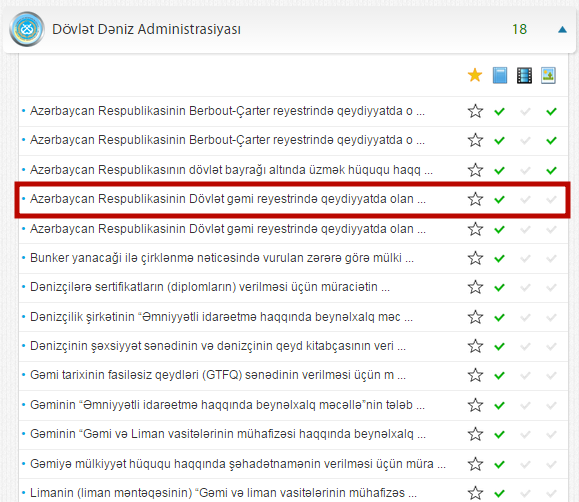 Dövlət Dəniz Administrasiyası 18
Azərbaycan Respublikasinin Berbout-Çarter reyestrində qeydiyyatda o ...
Azərbaycan Respublikasinin Berbout-Çarter reyestrində qeydiyyatda o ...
Azərbaycan Respublikasının dövlət bayrağı altında üzmək hüququ haqq ...
Azərbaycan Respublikasinin Dövlət gəmi reyestrində qeydiyyatda olan ...
Azərbaycan Respublikasinin Dövlət gəmi reyestrində qeydiyyatda olan ...
Bunker yanacaği ilə çirklənmə nəticəsində vurulan zərərə görə mülki ...
Dənizçilərə sertifikatların (diplomların) verilməsi üçün müraciətin ...
Dənizçilik şirkətinin “Əmniyyətli idarəetmə haqqında beynəlxalq məc ...
Dənizçinin şəxsiyyət sənədinin və dənizçinin qeyd kitabçasının veri ...
Gəmi tarixinin fasiləsiz qeydləri (GTFQ) sənədinin verilməsi üçün m ...
Gəminin “Əmniyyətli idarəetmə haqqında beynəlxalq məcəllə”nin tələb ...
Gəminin “Gəmi və Liman vasitələrinin mühafizəsi haqqında beynəlxalq ...
Gəmiyə mülkiyyət hüququ haqqında şəhadətnamənin verilməsi üçün müra ...
Limanin (liman məntəqəsinin) “Gəmi və liman vasitələrinin mühafizəs ...